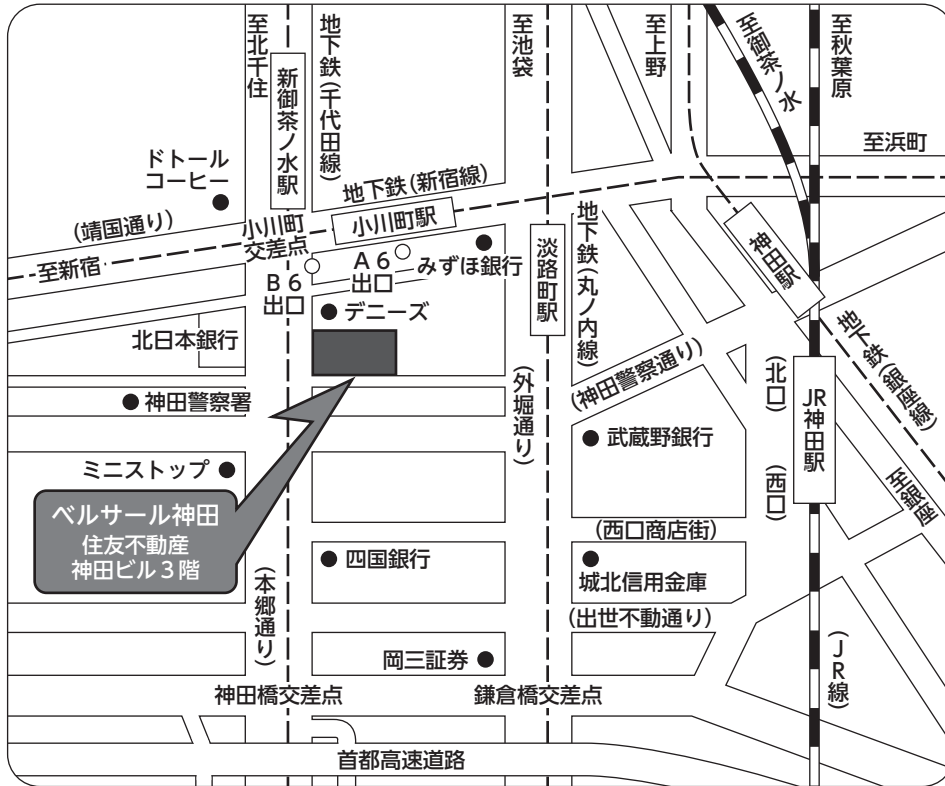 至北千住
新御茶ノ水駅
地下鉄(千代田線)
至池袋
至上野
至御茶ノ水
至秋葉原
至浜町
ドトール
コーヒー
地下鉄(新宿線)
(靖国通り)
小川町
交差点
小川町駅
至新宿
B6
出口
A6
出口
みずほ銀行
淡路町駅
地下鉄(丸ノ内線)
神田駅
デニーズ
北日本銀行
地下鉄(銀座線)
(神田警察通り)
(外堀通り)
(北口)
JR神田駅
神田警察署
武蔵野銀行
ミニストップ
(西口)
至銀座
ベルサール神田
住友不動産
神田ビル3階
(西口商店街)
四国銀行
城北信用金庫
(本郷通り)
(出世不動通り)
岡三証券
(JR線)
神田橋交差点
鎌倉橋交差点
首都高速道路